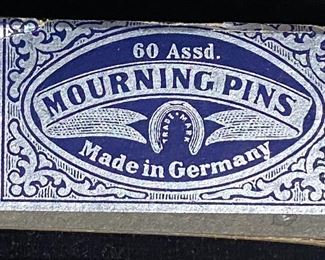 60 Assd.
MOURNING PINS
Made in Germany